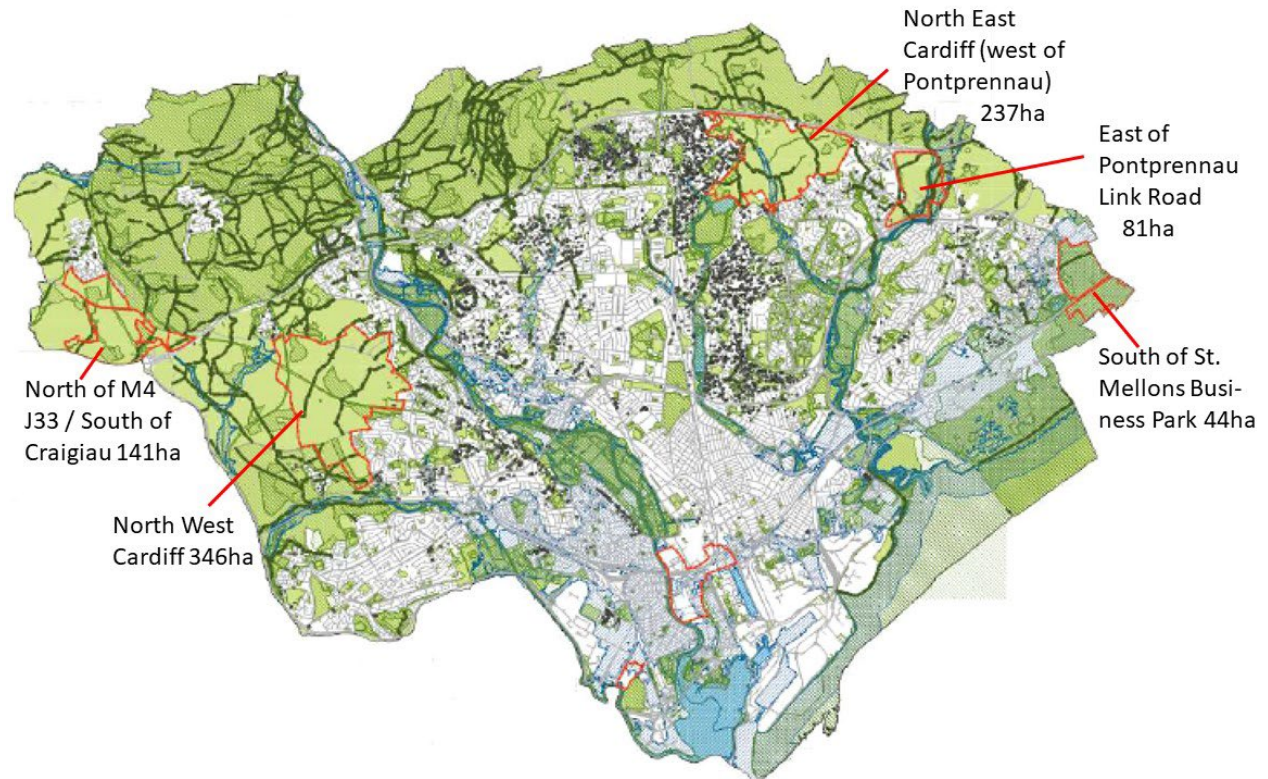 North East
Cardiff (west of
Pontprennau)
237ha
East of
Pontprennau
Link Road
81ha
South of St.
Mellons Busi-
ness Park 44ha
North of M4
J33 / South of
Craigiau 141ha
North West
Cardiff 346ha